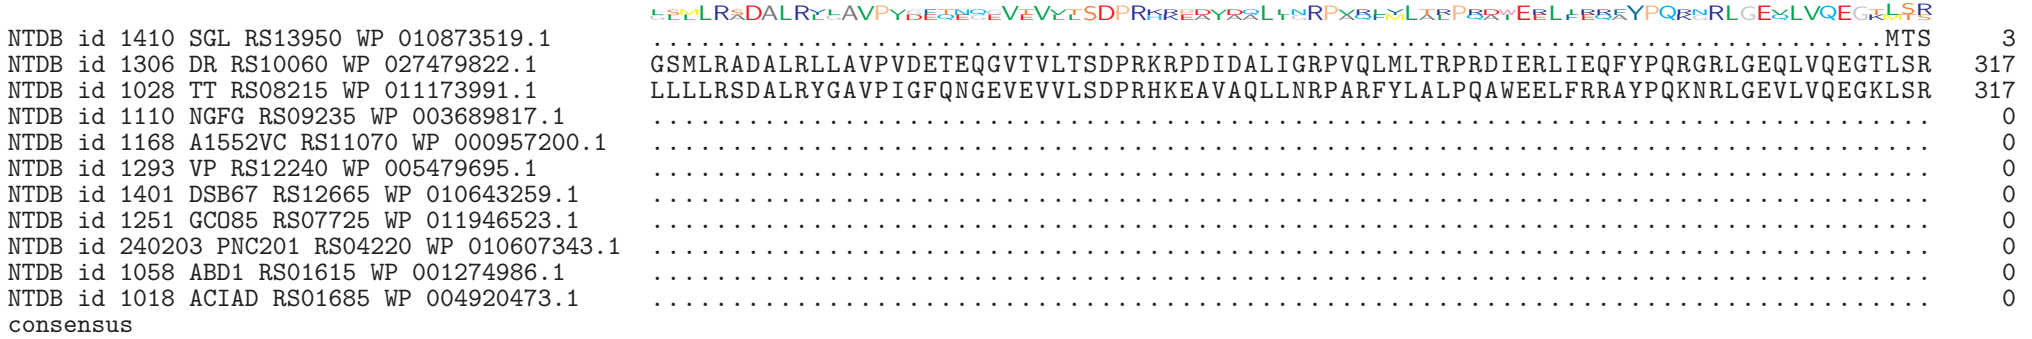 NTDB id 1410 SGL RS13950 WP 010873519.1 .............................................................................MTS 3
NTDB id 1306 DR RS10060 WP 027479822.1 GSMLRADALRLLAVPVDETEQGVTVLTSDPRKRPDIDALIGRPVQLMLTRPRDIERLIEQFYPQRGRLGEQLVQEGTLSR 317
NTDB id 1028 TT RS08215 WP 011173991.1 LLLLRSDALRYGAVPIGFQNGEVEVVLSDPRHKEAVAQLLNRPARFYLALPQAWEELFRRAYPQKNRLGEVLVQEGKLSR 317
NTDB id 1110 NGFG RS09235 WP 003689817.1 ................................................................................ 0
NTDB id 1168 A1552VC RS11070 WP 000957200.1 ................................................................................ 0
NTDB id 1293 VP RS12240 WP 005479695.1 ................................................................................ 0
NTDB id 1401 DSB67 RS12665 WP 010643259.1 ................................................................................ 0
NTDB id 1251 GCU85 RS07725 WP 011946523.1 ................................................................................ 0
NTDB id 240203 PNC201 RS04220 WP 010607343.1 ................................................................................ 0
NTDB id 1058 ABD1 RS01615 WP 001274986.1 ................................................................................ 0
NTDB id 1018 ACIAD RS01685 WP 004920473.1 ................................................................................ 0
consensus